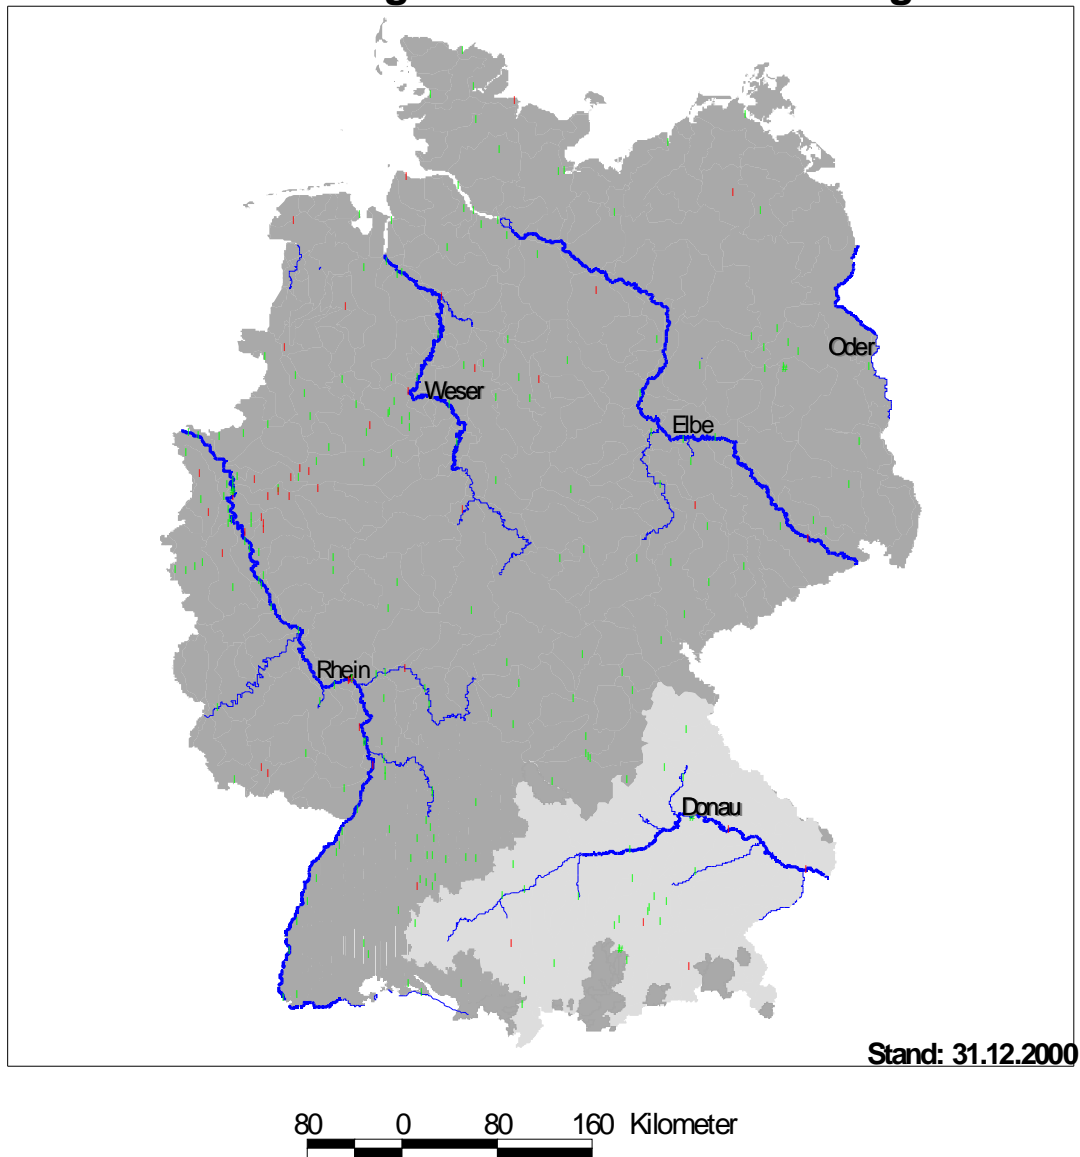 Oder
Weser
Elbe
Rhein
Donau
Stand: 31.12.2000
80 0 80 160 Kilometer